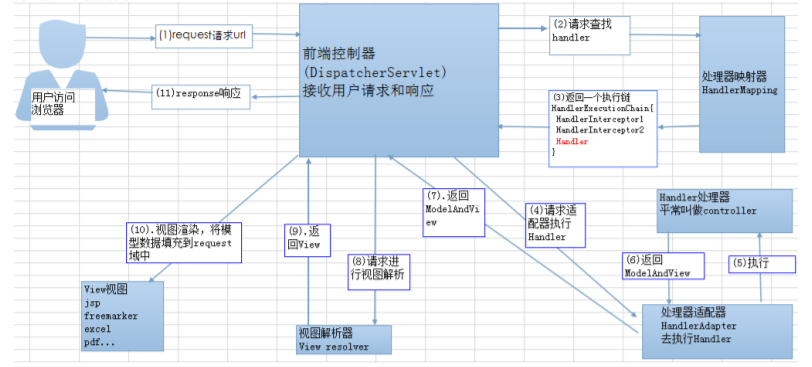 (1)request请求url
(11)response响应
用户访问
浏览器
前端控制器
(DispatcherServlet)
接收用户请求和响应
(2)请求查找
handler
(3)返回一个执行链
HandlerExecutionChain{
HandlerInterceptor1
HandlerInterceptor2
Handler
}
处理器映射器
HandlerMapping
(10).视图渲染，将模
型数据填充到request
域中
(9).返
回View
(8)请求进
行视图解析
(7).返回
ModelAndVi
ew
(4)请求适
配器执行
Handler
Handler处理器
平常叫做controller
(6)返回
ModelAndView
(5)执行
View视图
jsp
freemarker
excel
pdf...
视图解析器
View resolver
处理器适配器
HandlerAdapter
去执行Handler